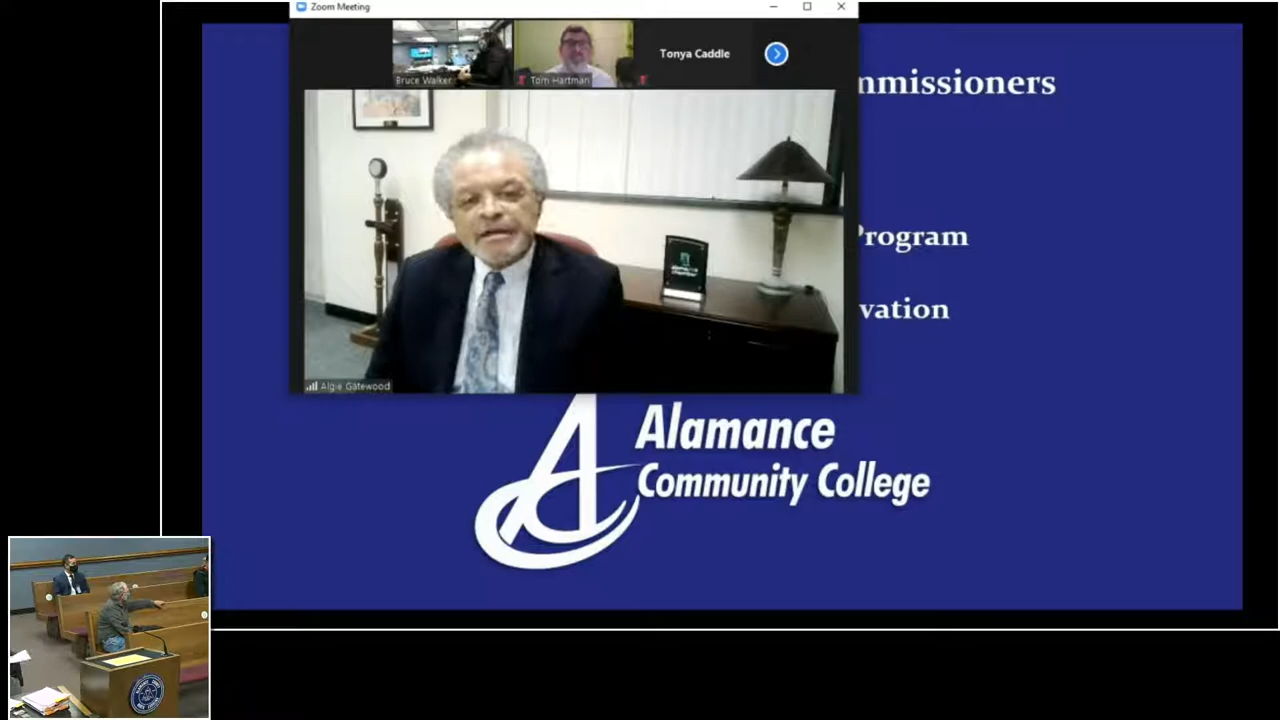 Zoom Meeting
Bruce Walker
Tom Hartman
Tonya Caddle
Algie Gatewood
mmissioners
Program
vation
Alamance
Community College